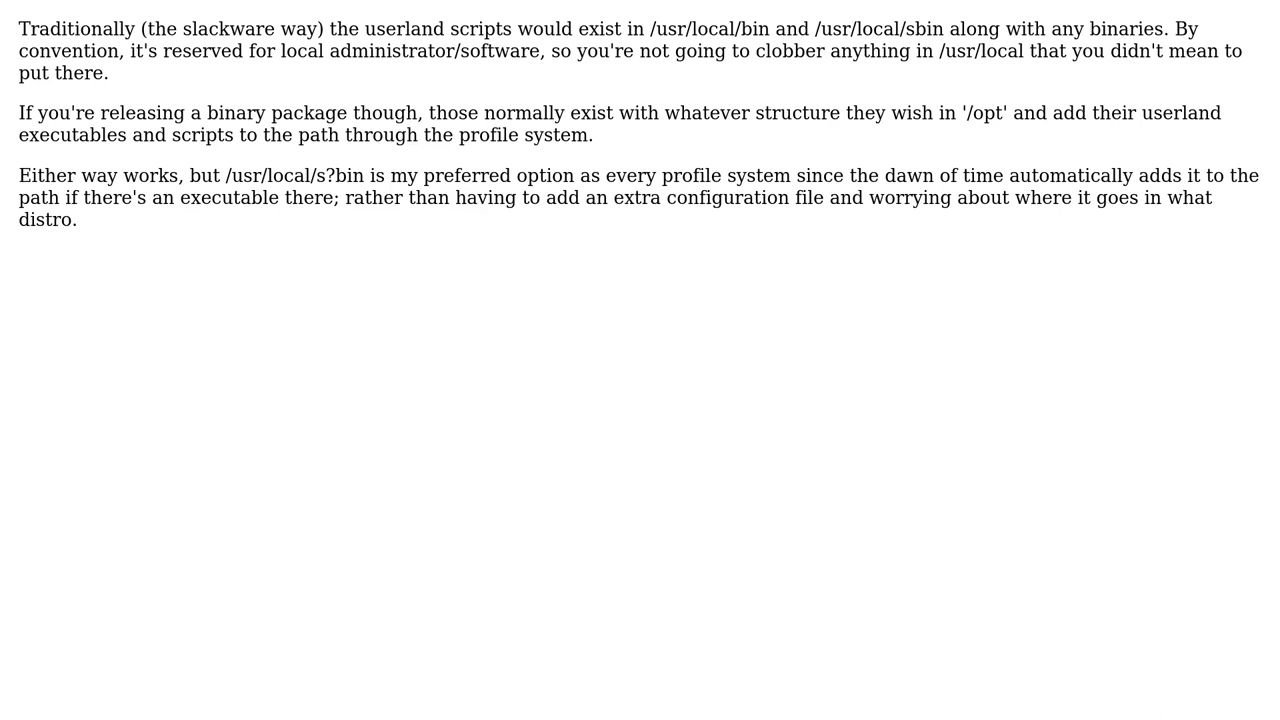 Traditionally (the slackware way) the userland scripts would exist in /usr/local/bin and /usr/local/sbin along with any binaries. By
convention, it's reserved for local administrator/software, so you're not going to clobber anything in /usr/local that you didn't mean to
put there.
If you're releasing a binary package though, those normally exist with whatever structure they wish in '/opt' and add their userland
executables and scripts to the path through the profile system.
Either way works, but /usr/local/s?bin is my preferred option as every profile system since the dawn of time automatically adds it to the
path if there's an executable there; rather than having to add an extra configuration file and worrying about where it goes in what
distro.